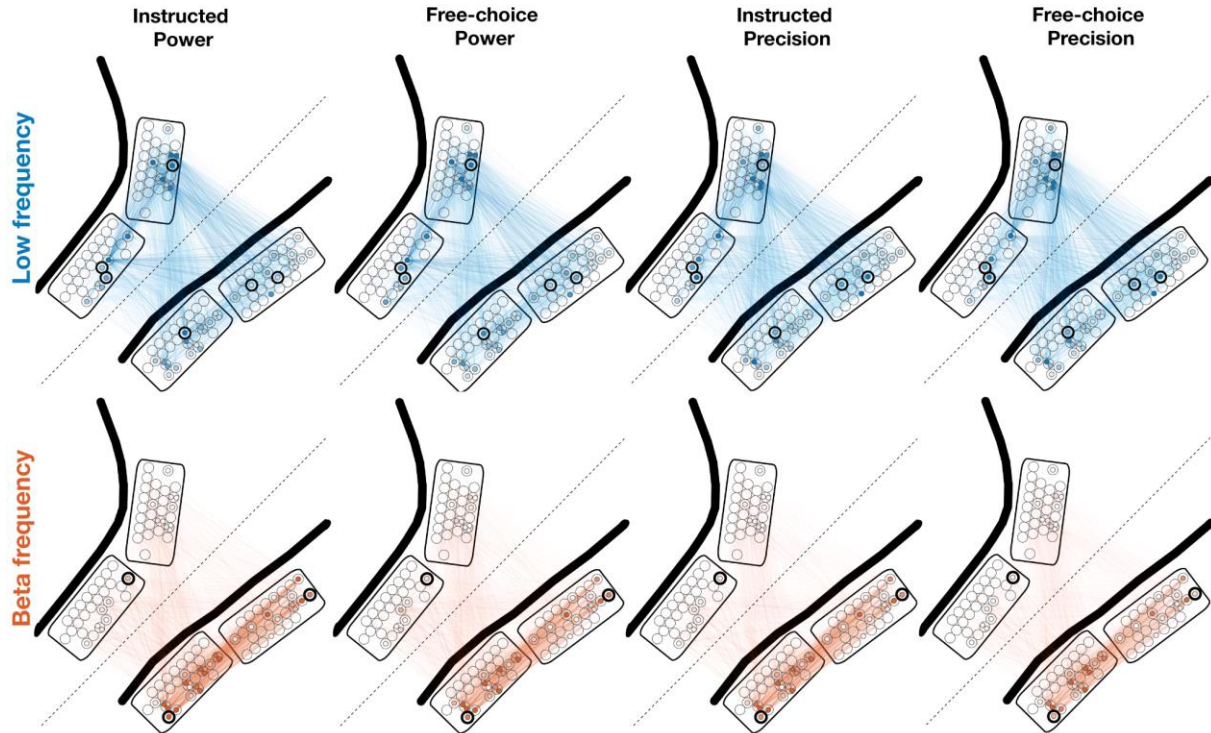 Instructed
Power
Free-choice
Power
Instructed
Precision
Free-choice
Precision
Low frequency
Beta frequency